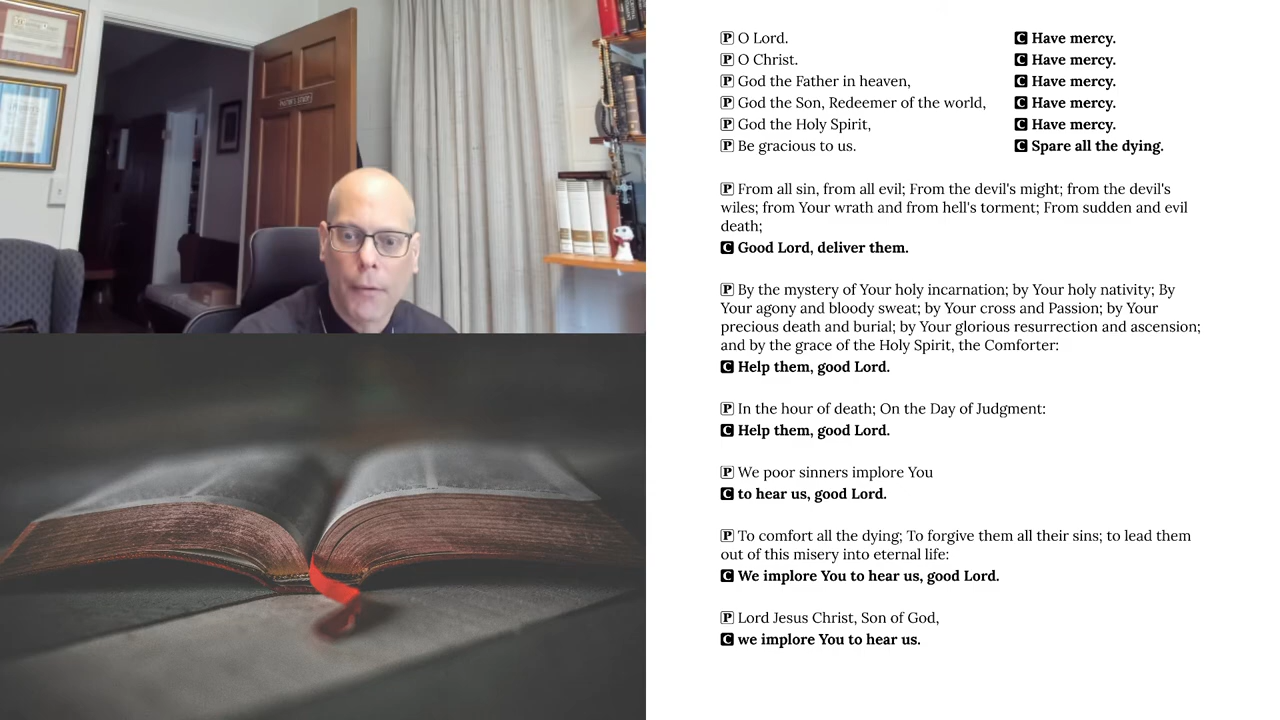 P O Lord. C Have mercy.
P O Christ. C Have mercy.
P God the Father in heaven, C Have mercy.
P God the Son, Redeemer of the world, C Have mercy.
P God the Holy Spirit, C Have mercy.
P Be gracious to us. C Spare all the dying.
P From all sin, from all evil; From the devil's might; from the devil's
wiles; from Your wrath and from hell's torment; From sudden and evil
death;
C Good Lord, deliver them.
P By the mystery of Your holy incarnation; by Your holy nativity; By
Your agony and bloody sweat; by Your cross and Passion; by Your
precious death and burial; by Your glorious resurrection and ascension;
and by the grace of the Holy Spirit, the Comforter:
C Help them, good Lord.
P In the hour of death; On the Day of Judgment:
C Help them, good Lord.
P We poor sinners implore You
C to hear us, good Lord.
P To comfort all the dying; To forgive them all their sins; to lead them
out of this misery into eternal life:
C We implore You to hear us, good Lord.
P Lord Jesus Christ, Son of God,
C we implore You to hear us.